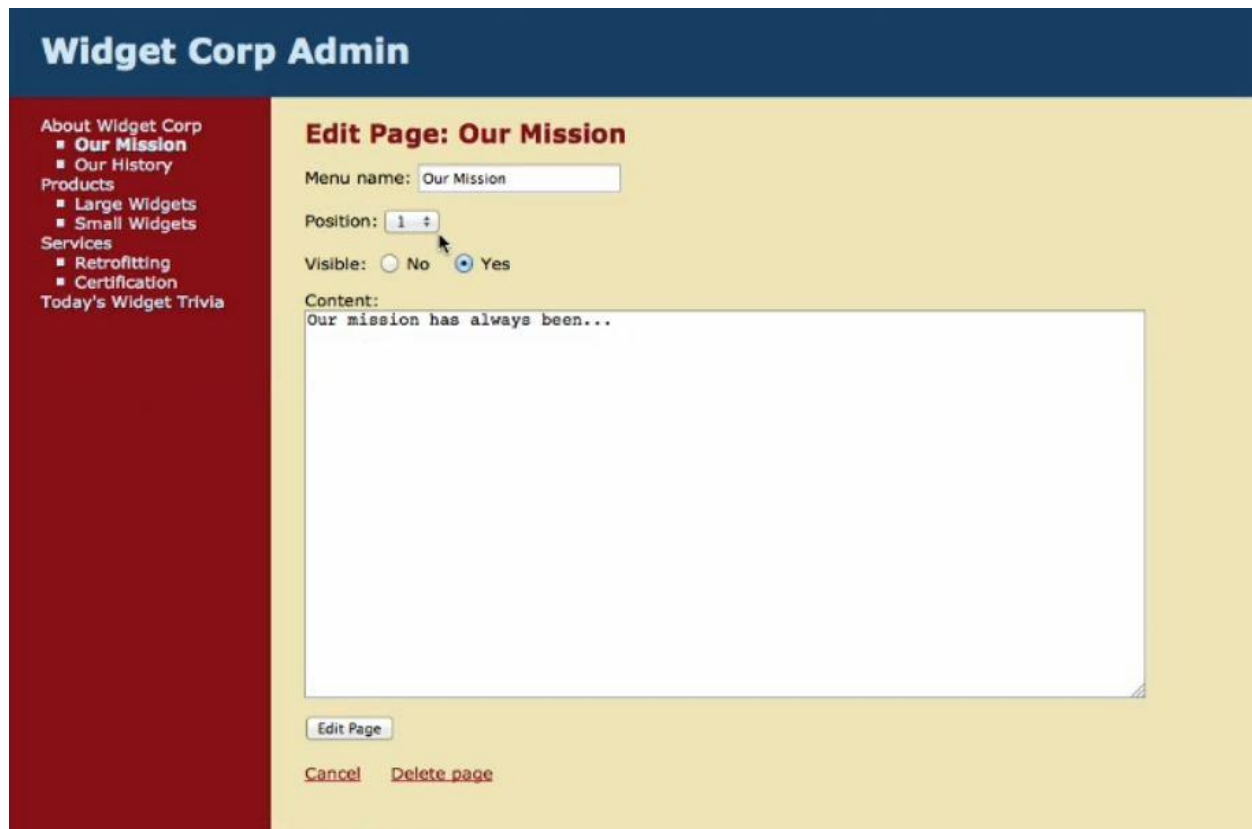 Widget Corp Admin
About Widget Corp
Our Mission
Our History
Products
Large Widgets
Small Widgets
Services
Retrofitting
Certification
Today's Widget Trivia
Edit Page: Our Mission
Menu name: Our Mission
Position: 1
Visible: No Yes
Content:
Our mission has always been...
Edit Page
Cancel Delete page